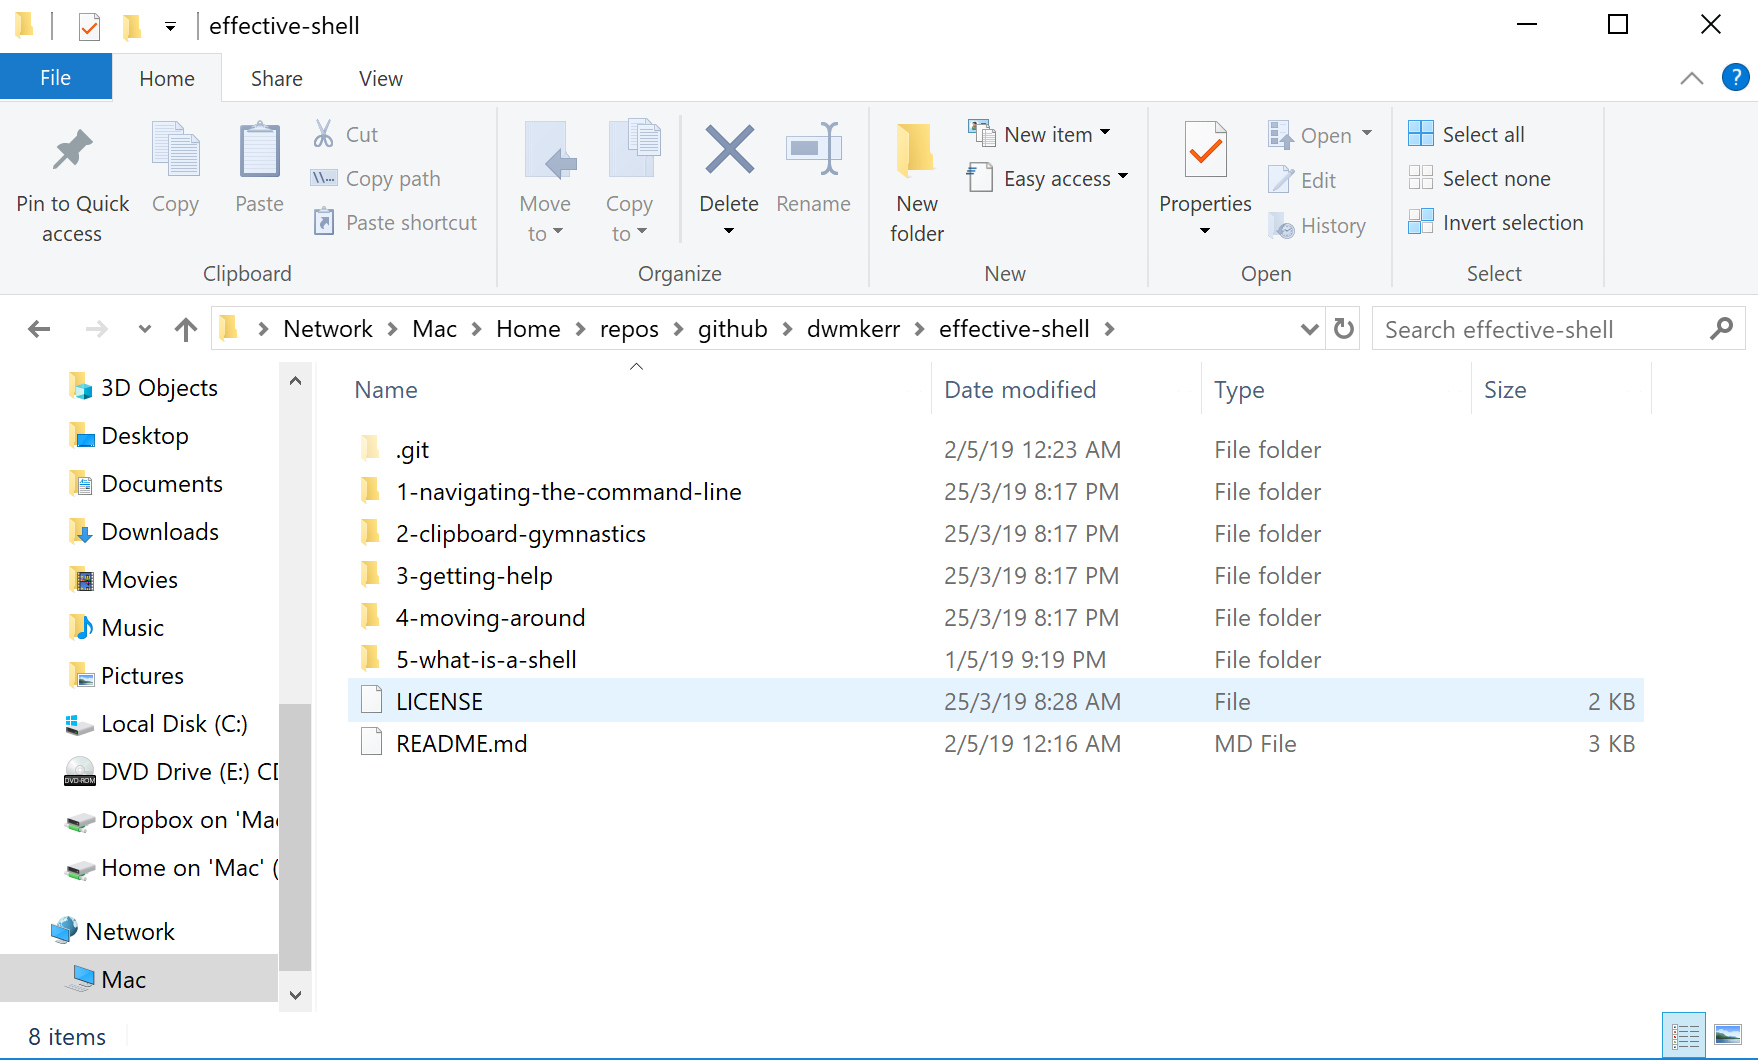 effective-shell
File Home Share View
Pin to Quick access
Copy
Paste
Cut
Copy path
Paste shortcut
Clipboard
Move to
Copy to
Delete
Rename
Organize
New folder
New item
Easy access
New
Properties
Open
Edit
History
Open
Select all
Select none
Invert selection
Select
Network Mac Home repos github dwmkerr effective-shell
Search effective-shell
3D Objects
Desktop
Documents
Downloads
Movies
Music
Pictures
Local Disk (C:)
DVD Drive (E:) CD
Dropbox on 'Mac
Home on 'Mac' (
Network
Mac
Name Date modified Type Size
.git 2/5/19 12:23 AM File folder
1-navigating-the-command-line 25/3/19 8:17 PM File folder
2-clipboard-gymnastics 25/3/19 8:17 PM File folder
3-getting-help 25/3/19 8:17 PM File folder
4-moving-around 25/3/19 8:17 PM File folder
5-what-is-a-shell 1/5/19 9:19 PM File folder
LICENSE 25/3/19 8:28 AM File 2 KB
README.md 2/5/19 12:16 AM MD File 3 KB
8 items